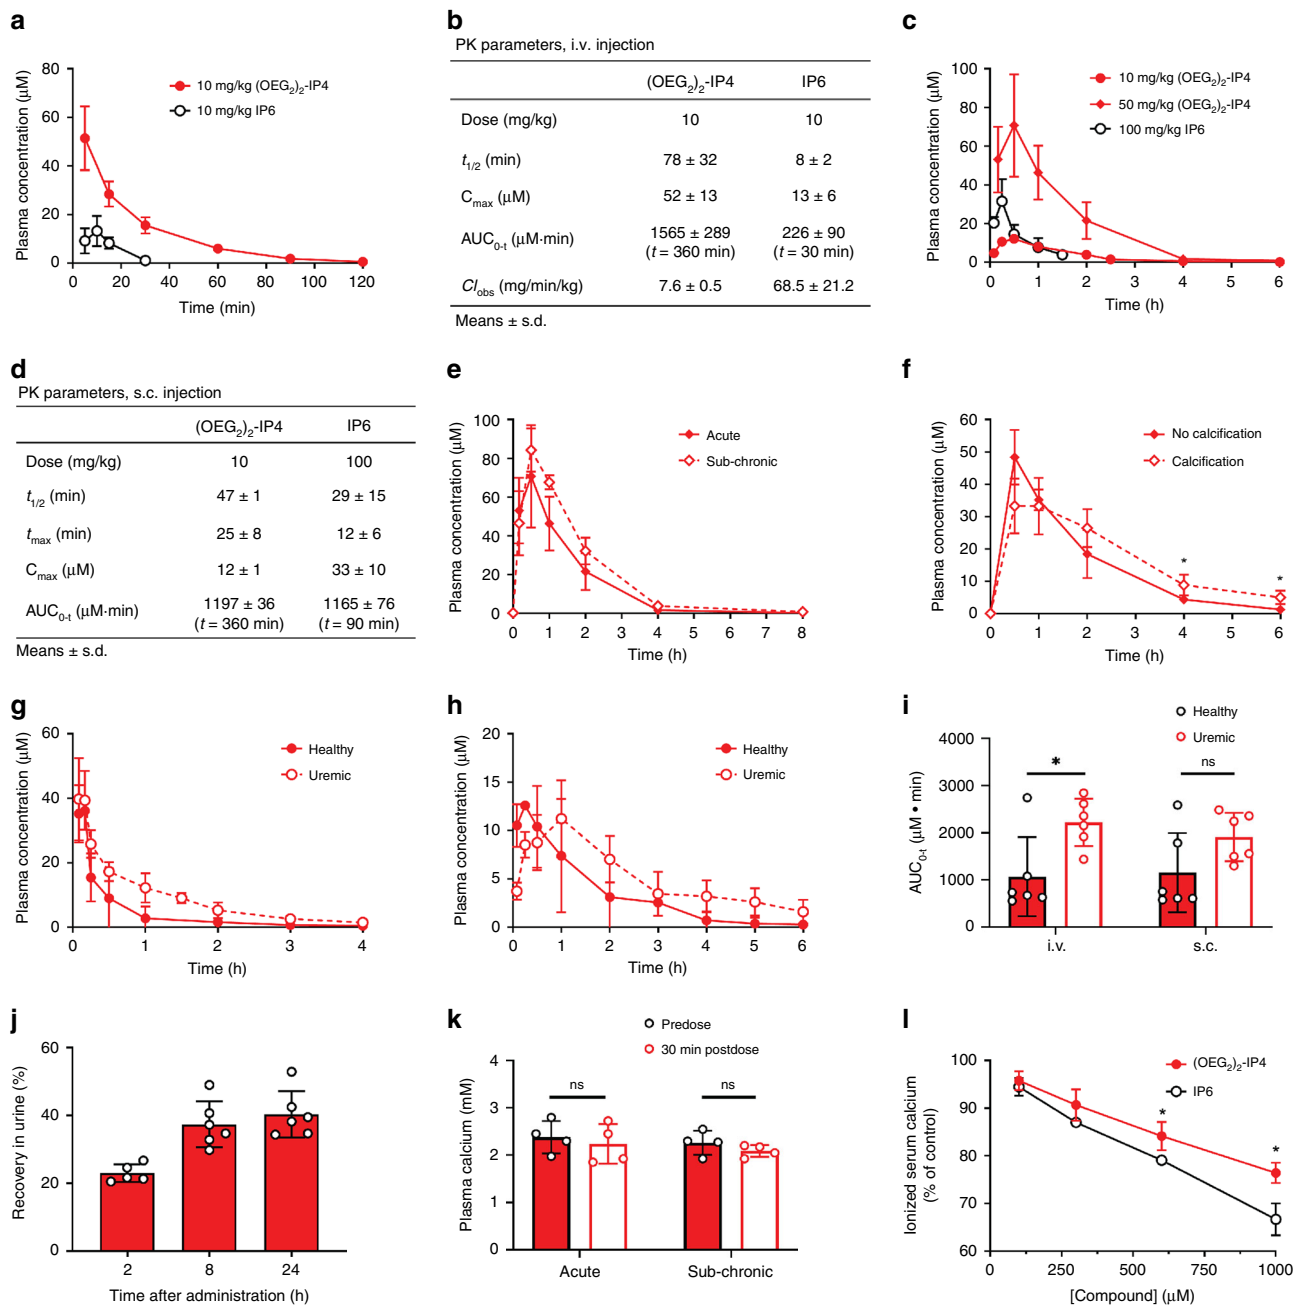 a
Plasma concentration (µM)
80
60
40
20
0
10 mg/kg (OEG2)2-IP4
10 mg/kg IP6
0 20 40 60 80 100 120
Time (min)
b
PK parameters, i.v. injection
(OEG2)2-IP4 IP6
Dose (mg/kg) 10 10
t1/2 (min) 78 ± 32 8 ± 2
Cmax (µM) 52 ± 13 13 ± 6
AUC0-t (µM·min) 1565 ± 289 226 ± 90
(t = 360 min) (t = 30 min)
Clobs (mg/min/kg) 7.6 ± 0.5 68.5 ± 21.2
Means ± s.d.
c
Plasma concentration (µM)
100
80
60
40
20
0
10 mg/kg (OEG2)2-IP4
50 mg/kg (OEG2)2-IP4
100 mg/kg IP6
0 1 2 3 4 5 6
Time (h)
d
PK parameters, s.c. injection
(OEG2)2-IP4 IP6
Dose (mg/kg) 10 100
t1/2 (min) 47 ± 1 29 ± 15
tmax (min) 25 ± 8 12 ± 6
Cmax (µM) 12 ± 1 33 ± 10
AUC0-t (µM·min) 1197 ± 36 1165 ± 76
(t = 360 min) (t = 90 min)
Means ± s.d.
e
Plasma concentration (µM)
100
80
60
40
20
0
Acute
Sub-chronic
0 1 2 3 4 5 6 7 8
Time (h)
f
Plasma concentration (µM)
60
50
40
30
20
10
0
No calcification
Calcification
* *
0 1 2 3 4 5 6
Time (h)
g
Plasma concentration (µM)
60
40
20
0
Healthy
Uremic
0 1 2 3 4
Time (h)
h
Plasma concentration (µM)
20
15
10
5
0
Healthy
Uremic
0 1 2 3 4 5 6
Time (h)
i
Healthy
Uremic
AUC0-t (µM • min)
4000
3000
2000
1000
0
* ns
i.v. s.c.
j
Recovery in urine (%)
60
40
20
0
2 8 24
Time after administration (h)
k
Predose
30 min postdose
Plasma calcium (mM)
4
3
2
1
0
ns ns
Acute Sub-chronic
l
Ionized serum calcium
(% of control)
100
90
80
70
60
(OEG2)2-IP4
IP6
* *
0 250 500 750 1000
[Compound] (µM)